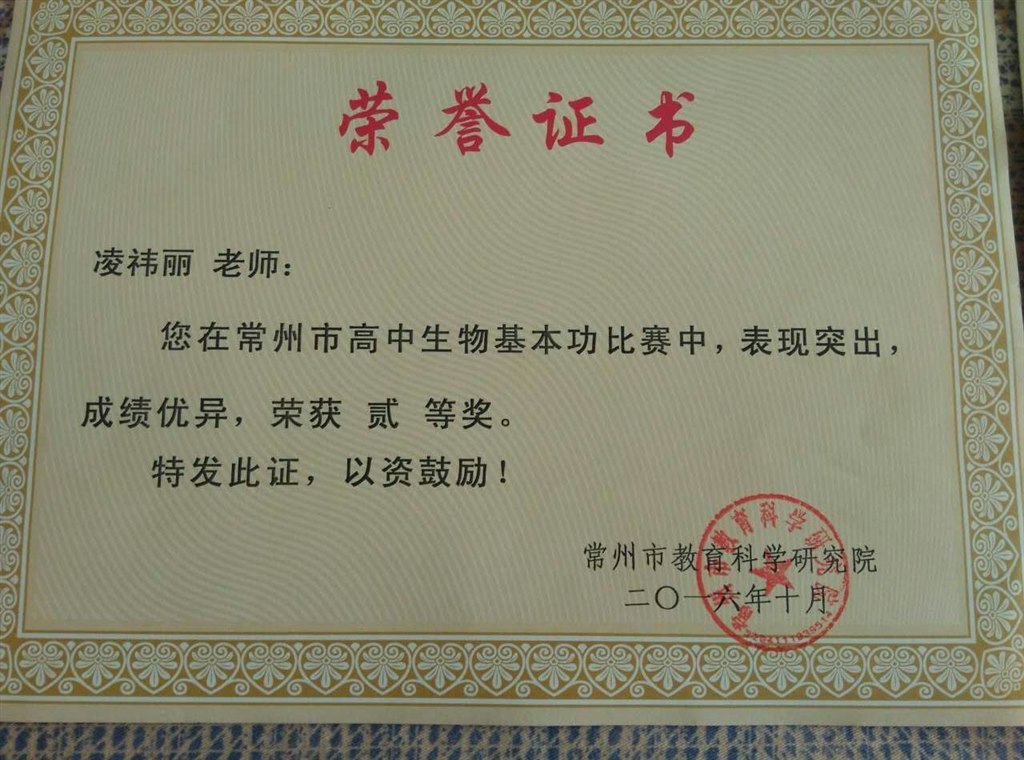 荣誉证书
凌祎丽 老师：
您在常州市高中生物基本功比赛中，表现突出，
成绩优异，荣获 贰 等奖。
特发此证，以资鼓励！
常州市教育科学研究院
二〇一六年十月